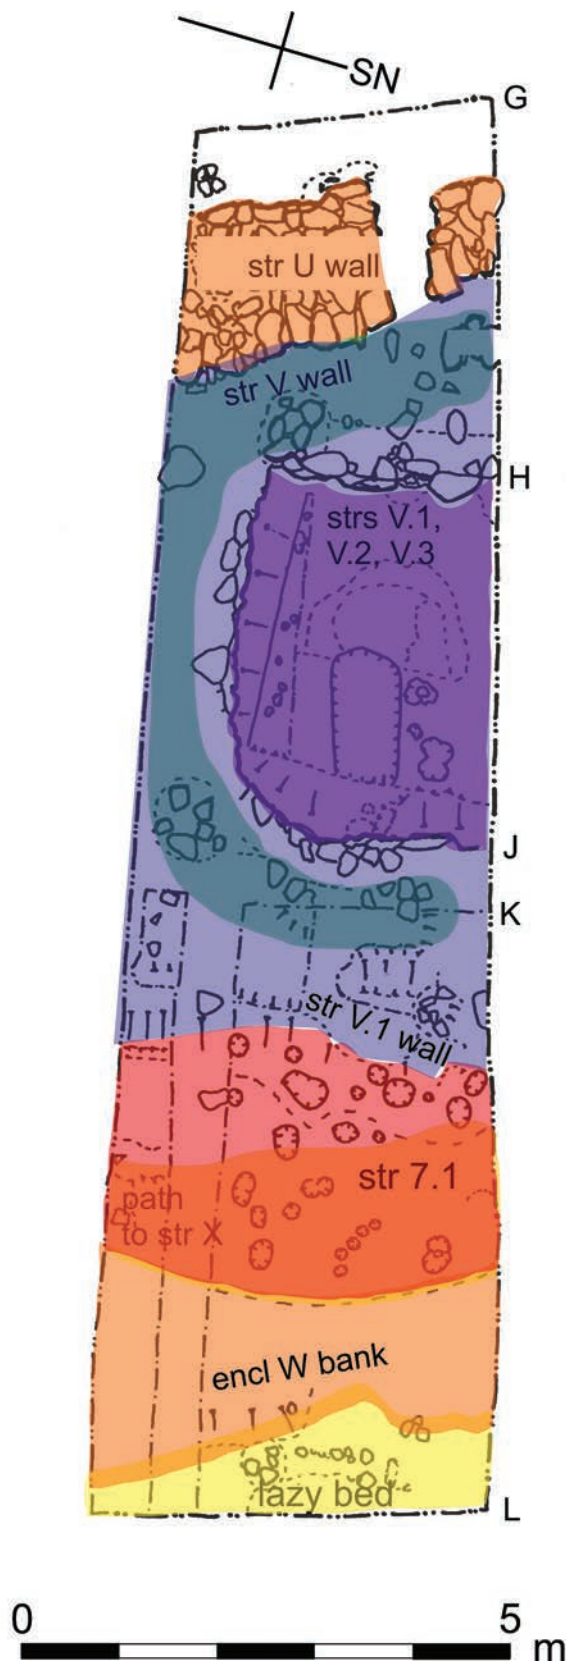 SN
G
str U wall
str V wall
H
strs V.1,
V.2, V.3
J
K
str V.1 wall
str 7.1
path
to str X
encl W bank
lazy bed
L
0 5
m